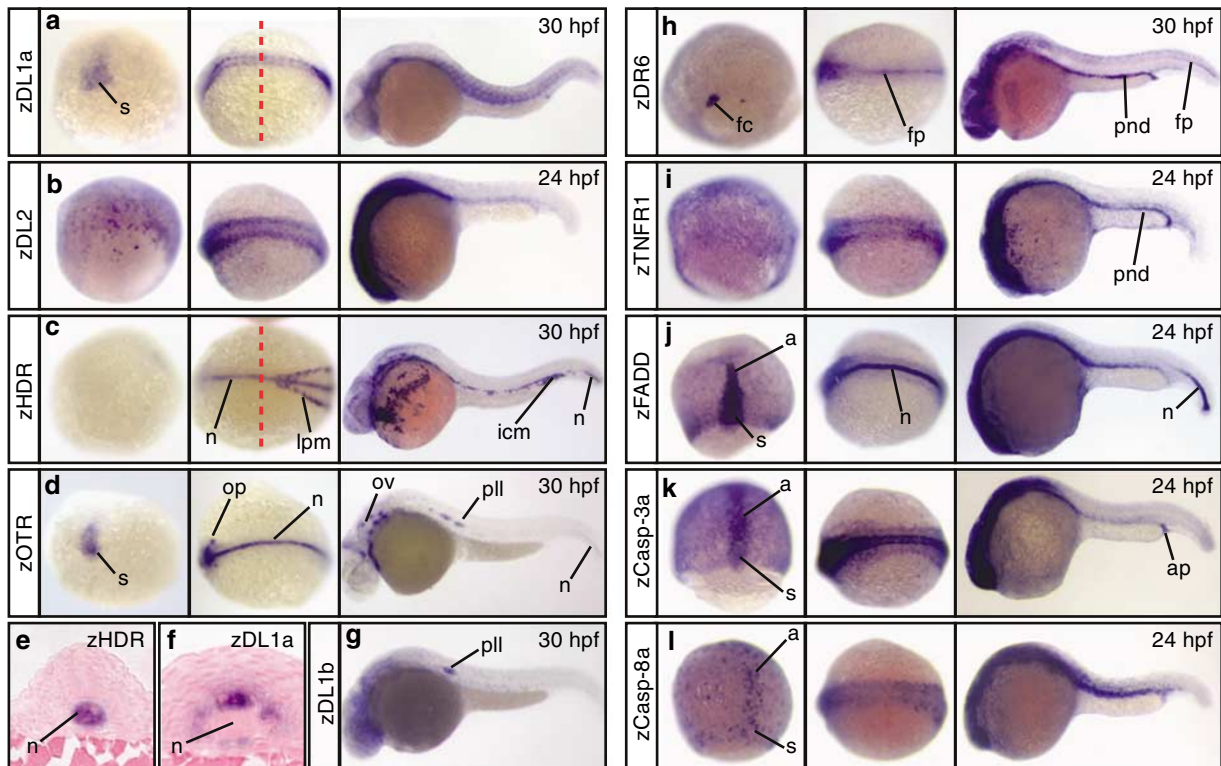 zDL1a
a
s
30 hpf
zDL2
b
24 hpf
zHDR
c
n
lpm
30 hpf
icm
n
zOTR
d
s
op
n
30 hpf
ov
pll
n
e
zHDR
n
f
zDL1a
n
zDL1b
g
30 hpf
pll
zDR6
h
fc
fp
30 hpf
pnd
fp
zTNFR1
i
24 hpf
pnd
zFADD
j
a
s
n
24 hpf
n
zCasp-3a
k
a
s
24 hpf
ap
zCasp-8a
l
a
s
24 hpf